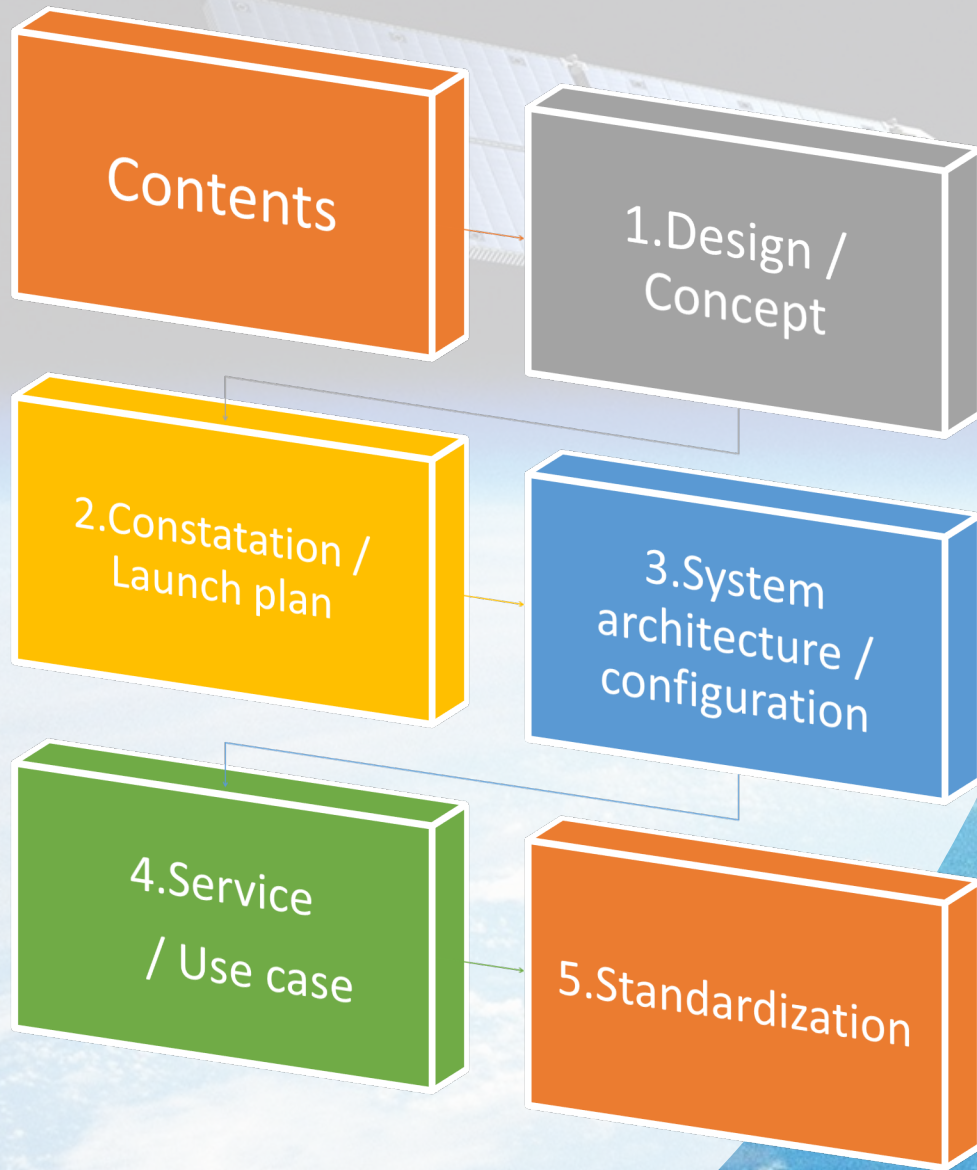 Contents
1.Design /
Concept
2.Constatation /
Launch plan
3.System
architecture /
configuration
4.Service
/ Use case
5.Standardization